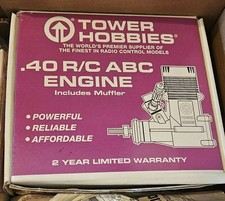 TOWER
HOBBIES®
THE WORLD'S PREMIER SUPPLIER OF
THE FINEST IN RADIO CONTROL MODELS
.40 R/C ABC
ENGINE
Includes Muffler
• POWERFUL
• RELIABLE
• AFFORDABLE
2 YEAR LIMITED WARRANTY